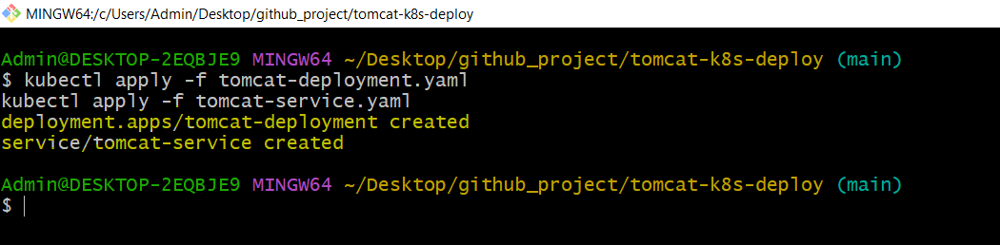 MINGW64:/c/Users/Admin/Desktop/github_project/tomcat-k8s-deploy
Admin@DESKTOP-2EQBJE9 MINGW64 ~/Desktop/github_project/tomcat-k8s-deploy (main)
$ kubectl apply -f tomcat-deployment.yaml
kubectl apply -f tomcat-service.yaml
deployment.apps/tomcat-deployment created
service/tomcat-service created
Admin@DESKTOP-2EQBJE9 MINGW64 ~/Desktop/github_project/tomcat-k8s-deploy (main)
$